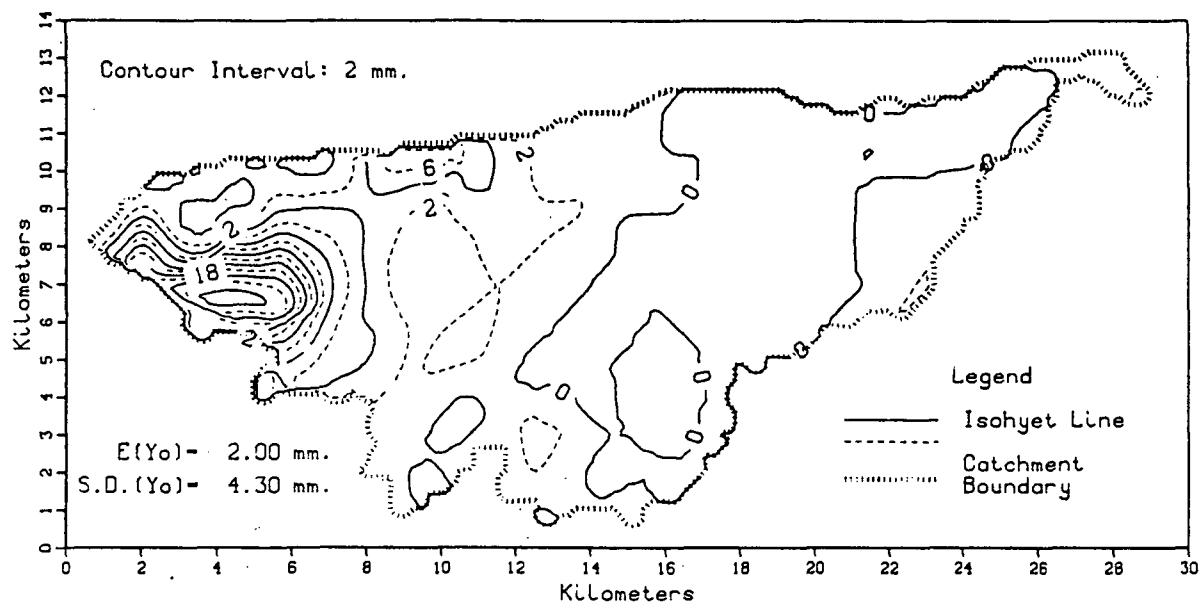 14
13
12
11
10
9
8
7
6
5
4
3
2
1
0
Kilometers
Contour Interval: 2 mm.
2
6
2
2
18
2
0
0
0
0
0
0
0
E(Yo)= 2.00 mm.
S.D.(Yo)= 4.30 mm.
Legend
Isohyet Line
Catchment
Boundary
0 2 4 6 8 10 12 14 16 18 20 22 24 26 28 30
Kilometers